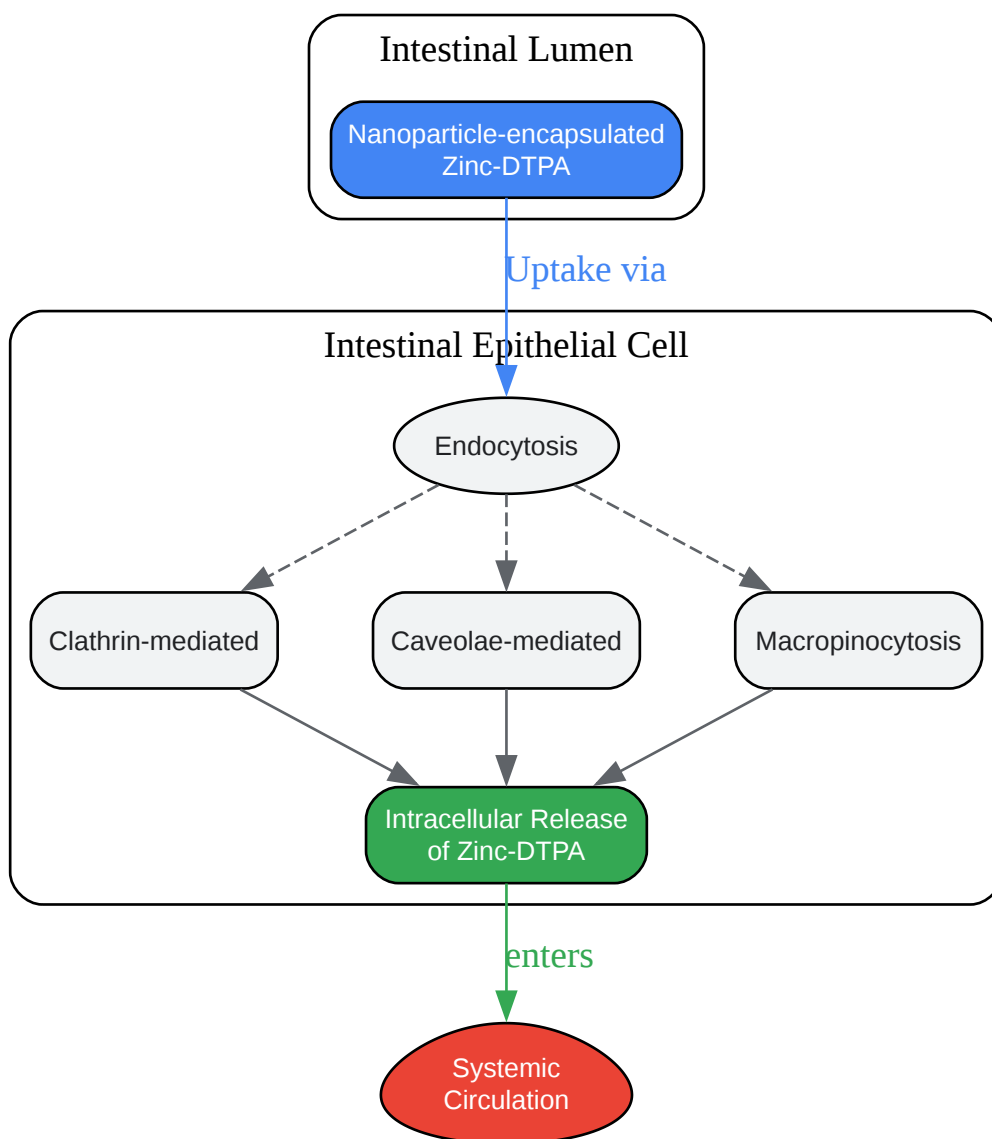 Intestinal Lumen
Nanoparticle-encapsulated
Zinc-DTPA
Uptake via
Intestinal Epithelial Cell
Endocytosis
Clathrin-mediated
Caveolae-mediated
Macropinocytosis
Intracellular Release
of Zinc-DTPA
enters
Systemic
Circulation